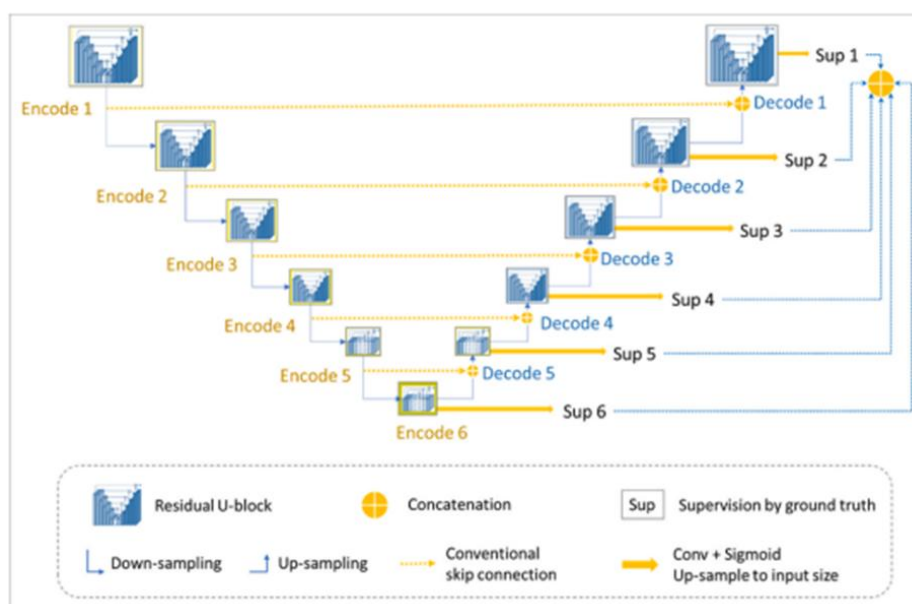 Sup 1
Encode 1
Decode 1
Sup 2
Encode 2
Decode 2
Sup 3
Encode 3
Decode 3
Sup 4
Encode 4
Decode 4
Sup 5
Encode 5
Decode 5
Sup 6
Encode 6
Residual U-block
Concatenation
Sup
Supervision by ground truth
Down-sampling
Up-sampling
Conventional
skip connection
Conv + Sigmoid
Up-sample to input size